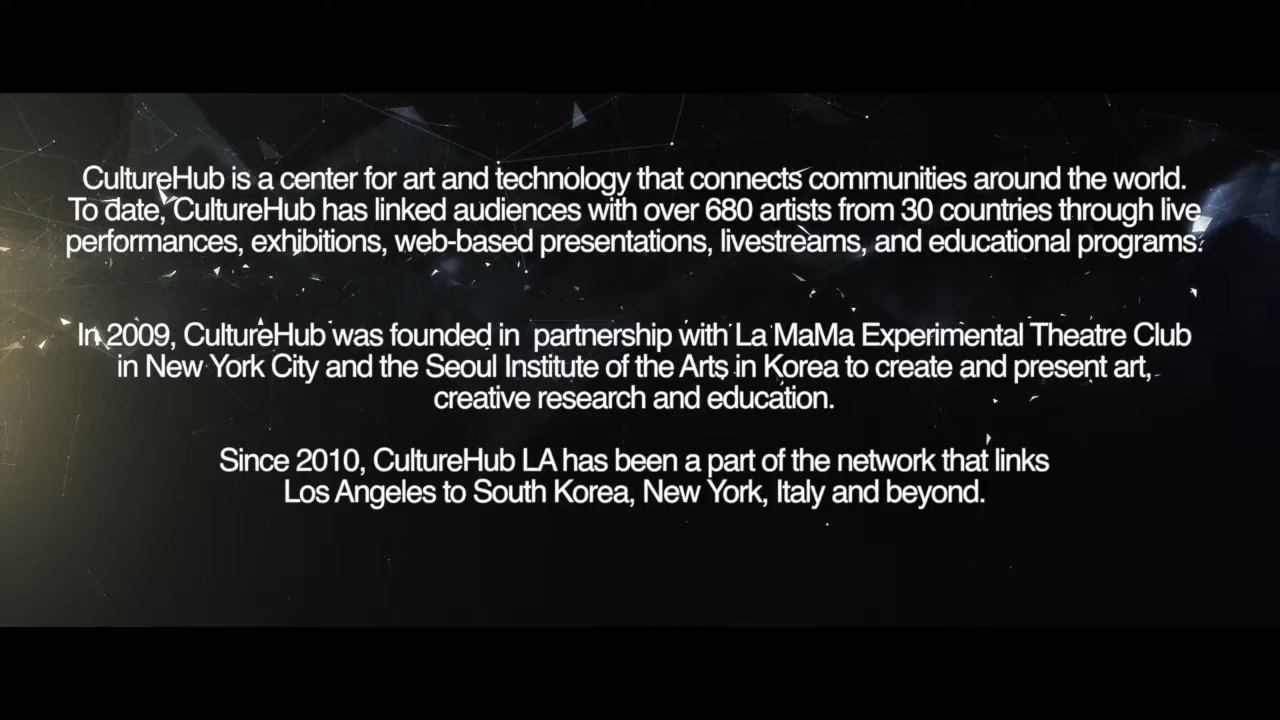 CultureHub is a center for art and technology that connects communities around the world.
To date, CultureHub has linked audiences with over 680 artists from 30 countries through live
performances, exhibitions, web-based presentations, livestreams, and educational programs.
In 2009, CultureHub was founded in  partnership with La MaMa Experimental Theatre Club
in New York City and the Seoul Institute of the Arts in Korea to create and present art,
creative research and education.
Since 2010, CultureHub LA has been a part of the network that links
Los Angeles to South Korea, New York, Italy and beyond.